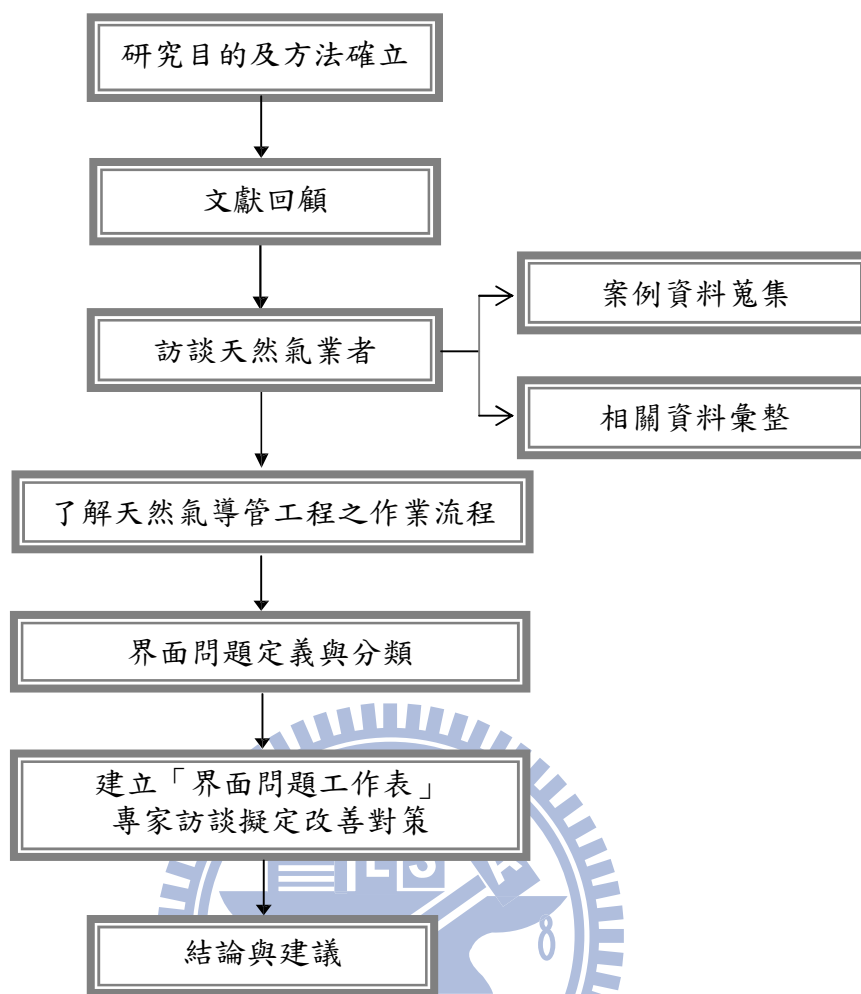 研究目的及方法確立
文獻回顧
案例資料蒐集
訪談天然氣業者
相關資料彙整
了解天然氣導管工程之作業流程
界面問題定義與分類
建立「界面問題工作表」
專家訪談擬定改善對策
結論與建議